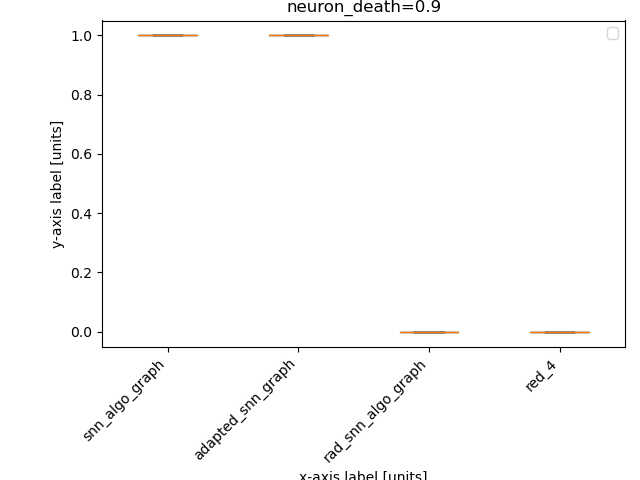 neuron_death=0.9
y-axis label [units]
1.0
0.8
0.6
0.4
0.2
0.0
snn_algo_graph
adapted_snn_graph
rad_snn_algo_graph
red_4
x-axis label [units]